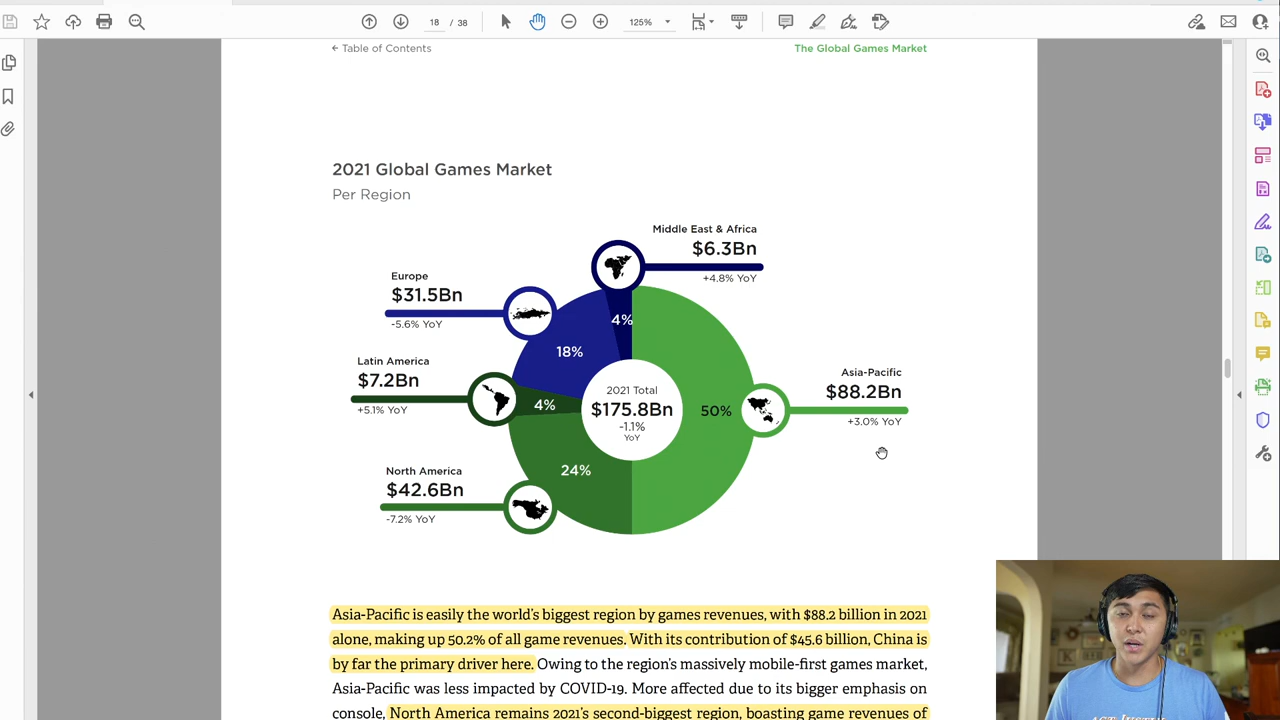 18 / 38
125%
← Table of Contents
The Global Games Market
2021 Global Games Market
Per Region
Middle East & Africa
$6.3Bn
+4.8% YoY
Europe
$31.5Bn
-5.6% YoY
4%
18%
Latin America
$7.2Bn
+5.1% YoY
4%
2021 Total
$175.8Bn
-1.1%
YoY
50%
Asia-Pacific
$88.2Bn
+3.0% YoY
24%
North America
$42.6Bn
-7.2% YoY
Asia-Pacific is easily the world's biggest region by games revenues, with $88.2 billion in 2021
alone, making up 50.2% of all game revenues. With its contribution of $45.6 billion, China is
by far the primary driver here. Owing to the region's massively mobile-first games market,
Asia-Pacific was less impacted by COVID-19. More affected due to its bigger emphasis on
console, North America remains 2021's second-biggest region, boasting game revenues of